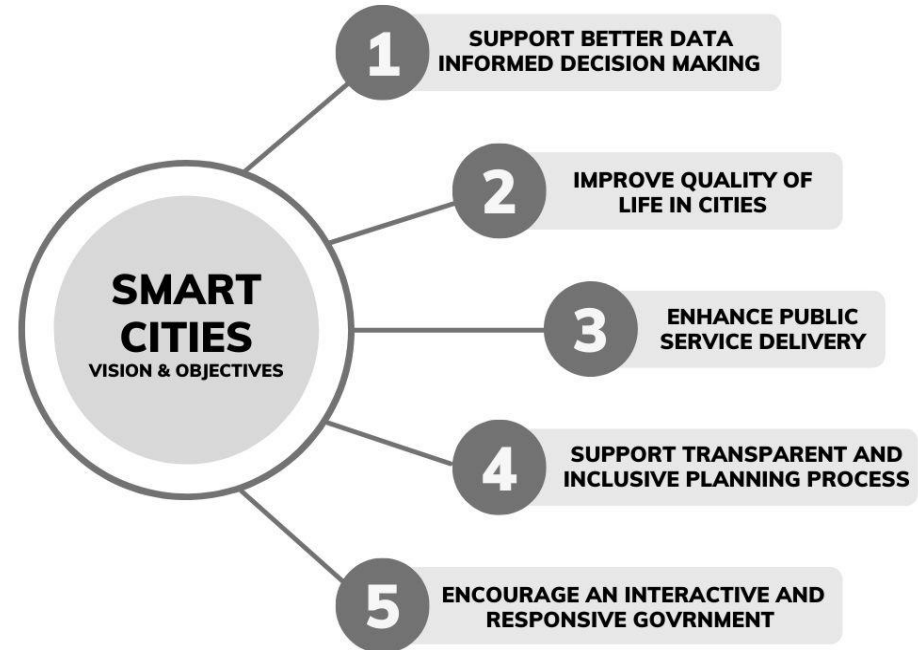 SMART
CITIES
VISION & OBJECTIVES
1
SUPPORT BETTER DATA
INFORMED DECISION MAKING
2
IMPROVE QUALITY OF
LIFE IN CITIES
3
ENHANCE PUBLIC
SERVICE DELIVERY
4
SUPPORT TRANSPARENT AND
INCLUSIVE PLANNING PROCESS
5
ENCOURAGE AN INTERACTIVE AND
RESPONSIVE GOVRNMENT